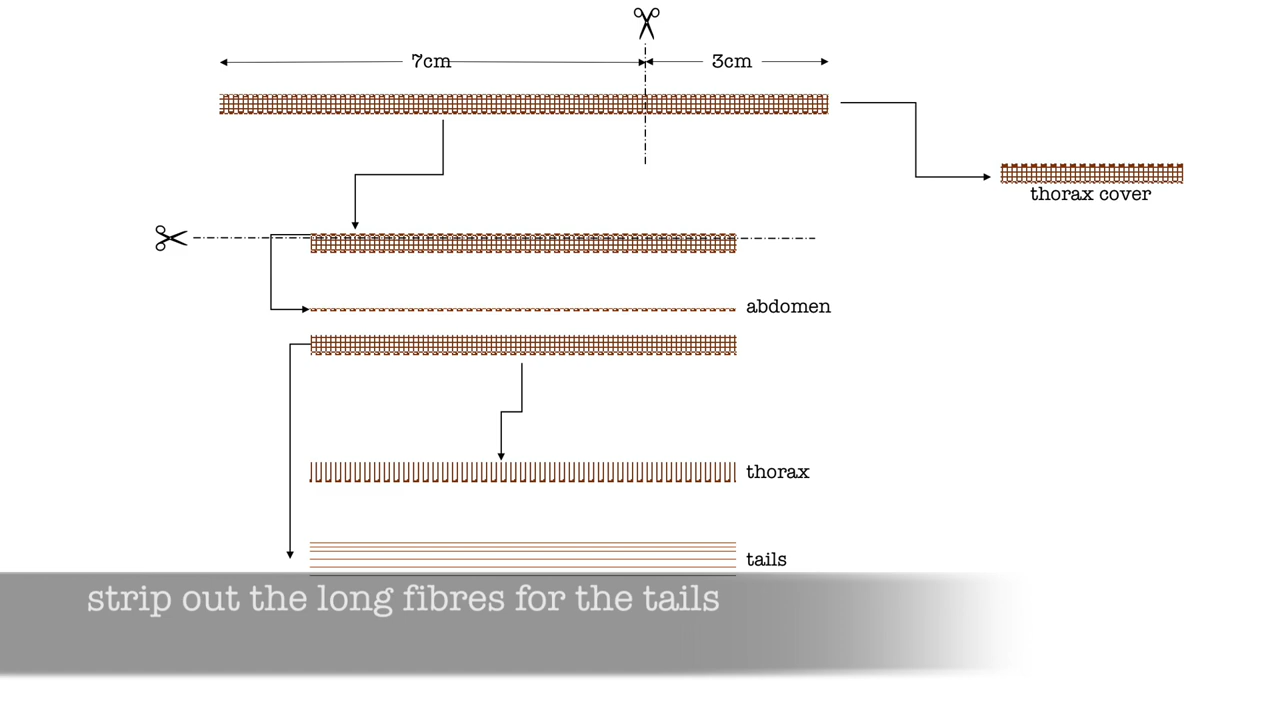 7cm
3cm
thorax cover
abdomen
thorax
tails
strip out the long fibres for the tails